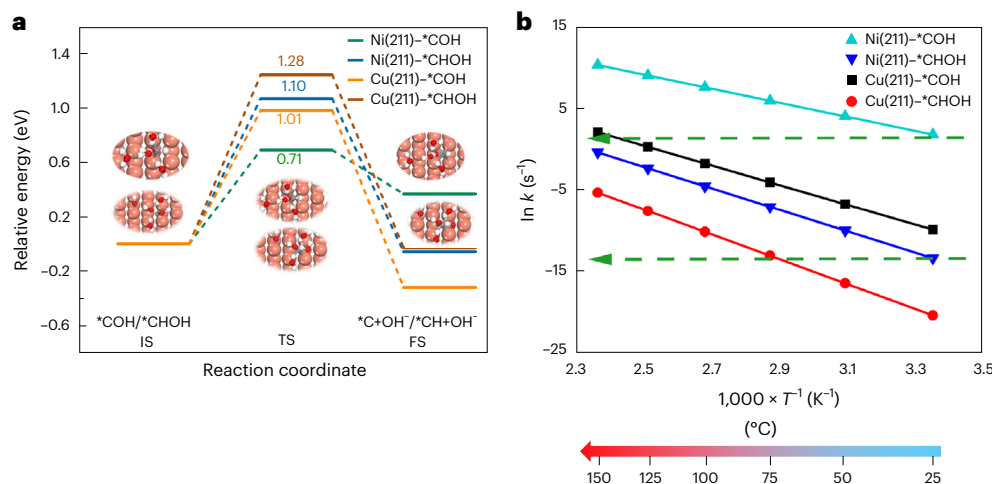 a
Relative energy (eV)
1.4
1.0
0.6
0.2
−0.2
−0.6
Ni(211)–*COH
Ni(211)–*CHOH
Cu(211)–*COH
Cu(211)–*CHOH
1.28
1.10
1.01
0.71
*COH/*CHOH
IS
TS
*C+OH⁻/*CH+OH⁻
FS
Reaction coordinate
b
ln k (s⁻¹)
15
5
−5
−15
−25
Ni(211)–*COH
Ni(211)–*CHOH
Cu(211)–*COH
Cu(211)–*CHOH
2.3 2.5 2.7 2.9 3.1 3.3 3.5
1,000 × T⁻¹ (K⁻¹)
(°C)
150 125 100 75 50 25